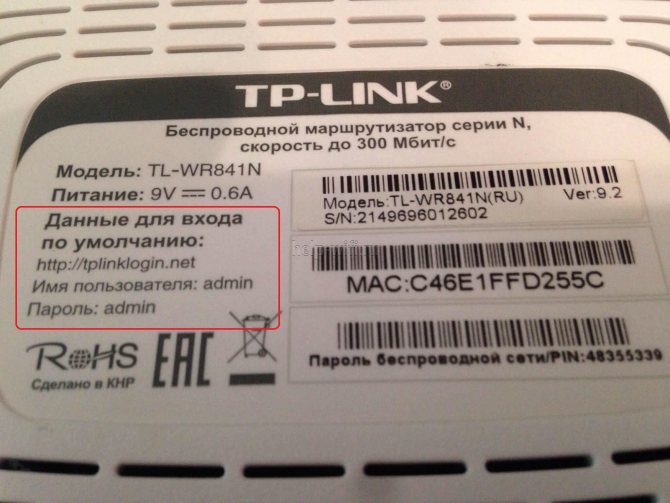 TP-LINK®
Беспроводной маршрутизатор серии N,
скорость до 300 Мбит/с
Модель: TL-WR841N
Питание: 9V 0.6A
Данные для входа
по умолчанию:
http://tplinklogin.net
Имя пользователя: admin
Пароль: admin
RoHS
Сделано в КНР
EAC
Модель:TL-WR841N(RU) Ver:9.2
S/N:2149696012602
MAC:C46E1FFD255C
Пароль беспроводной сети/PIN:48355339